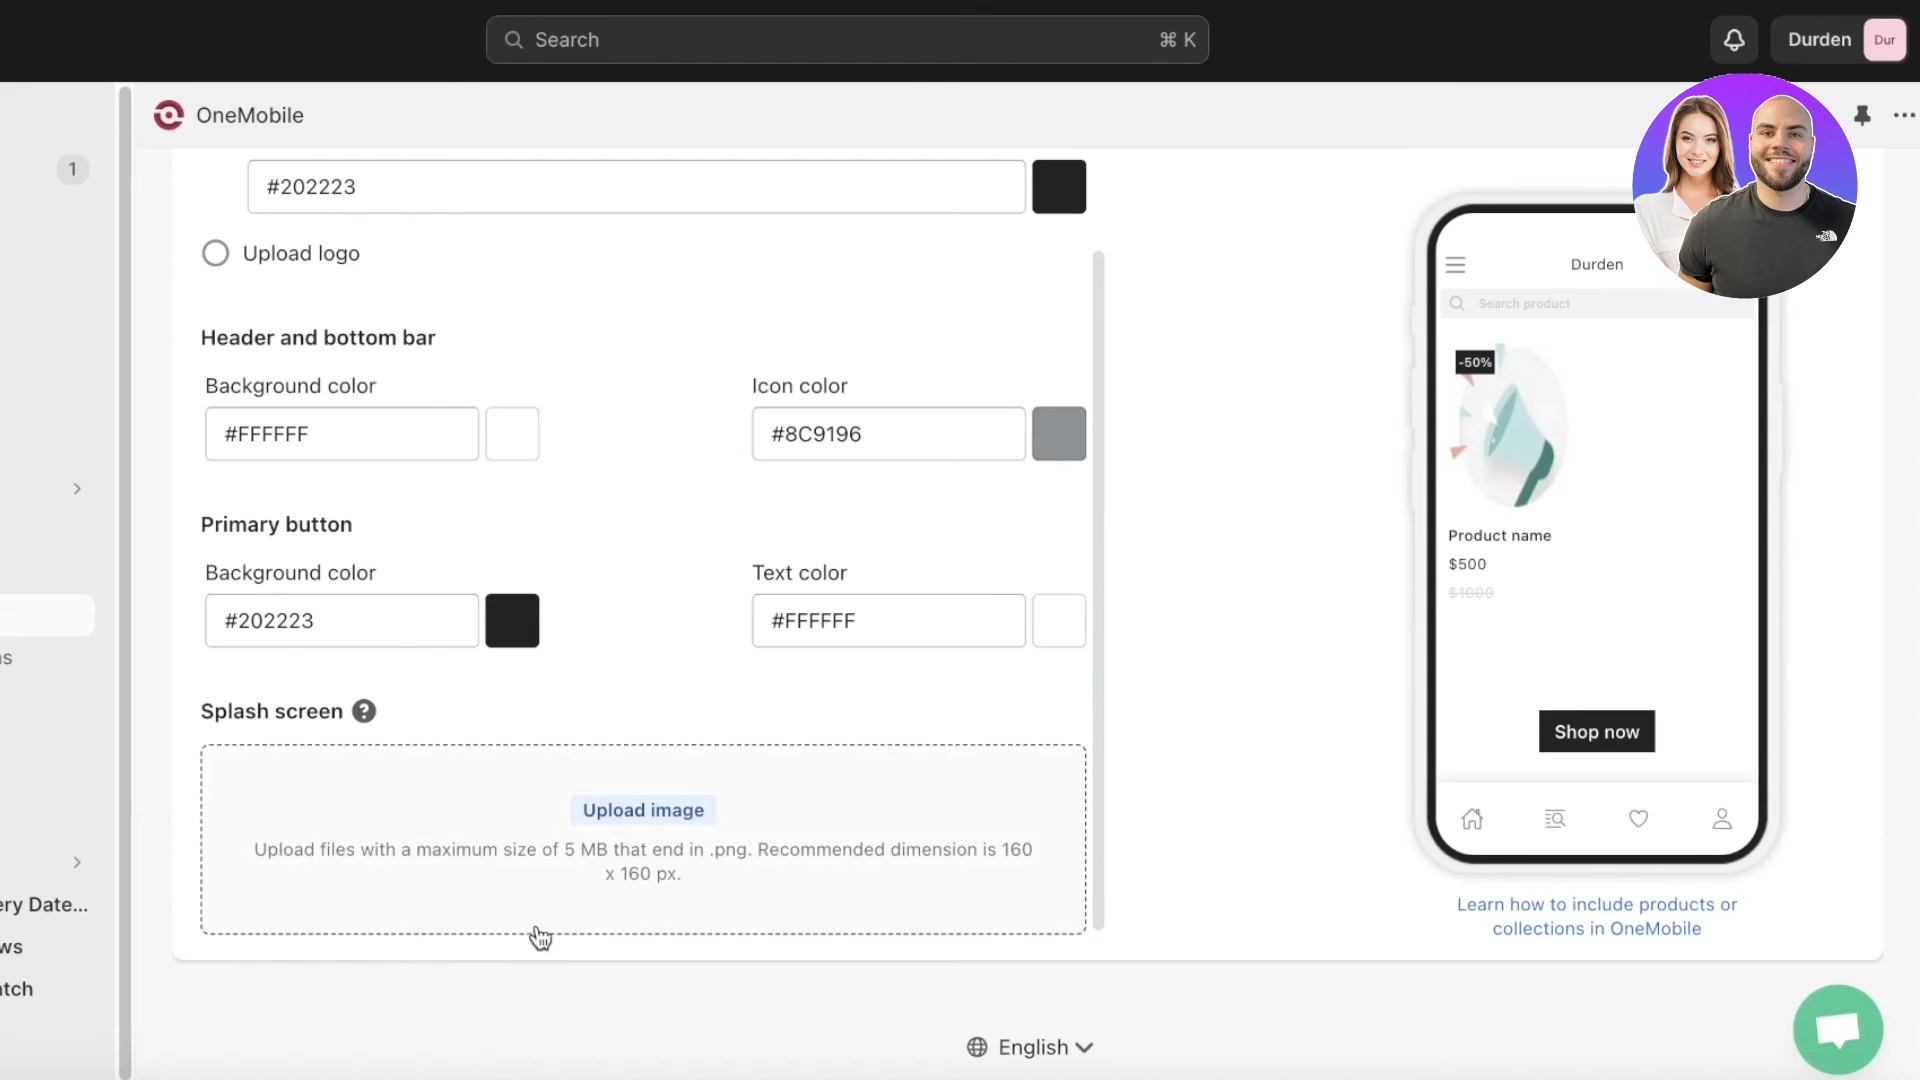 Search
⌘ K
Durden
Dur
OneMobile
1
#202223
Upload logo
Header and bottom bar
Background color
Icon color
#FFFFFF
#8C9196
Primary button
Background color
Text color
#202223
#FFFFFF
Splash screen ?
Upload image
Upload files with a maximum size of 5 MB that end in .png. Recommended dimension is 160
x 160 px.
Durden
Search product
-50%
Product name
$500
$1000
Shop now
Learn how to include products or
collections in OneMobile
ns
ery Date...
ws
atch
English